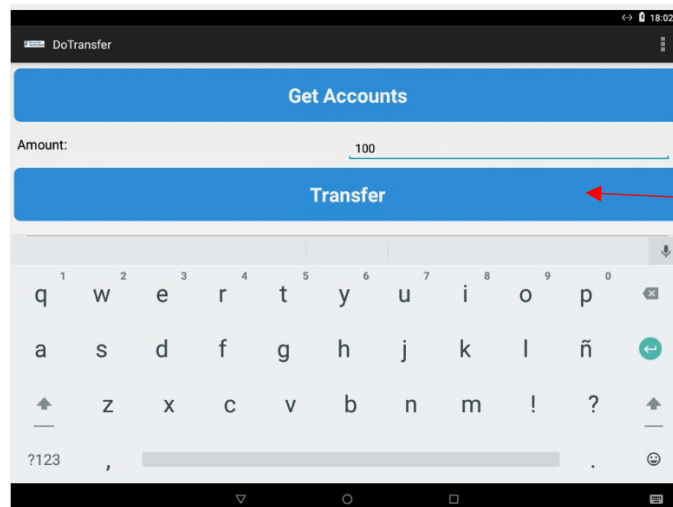 18:02
DoTransfer
Get Accounts
Amount: 100
Transfer
1 2 3 4 5 6 7 8 9 0
q w e r t y u i o p
a s d f g h j k l ñ
z x c v b n m ! ?
?123 , .